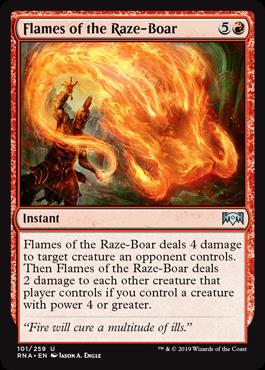 Flames of the Raze-Boar 5
Instant
Flames of the Raze-Boar deals 4 damage
to target creature an opponent controls.
Then Flames of the Raze-Boar deals
2 damage to each other creature that
player controls if you control a creature
with power 4 or greater.
“Fire will cure a multitude of ills.”
101/259 U
RNA • EN Jason A. Engle
™ & © 2019 Wizards of the Coast